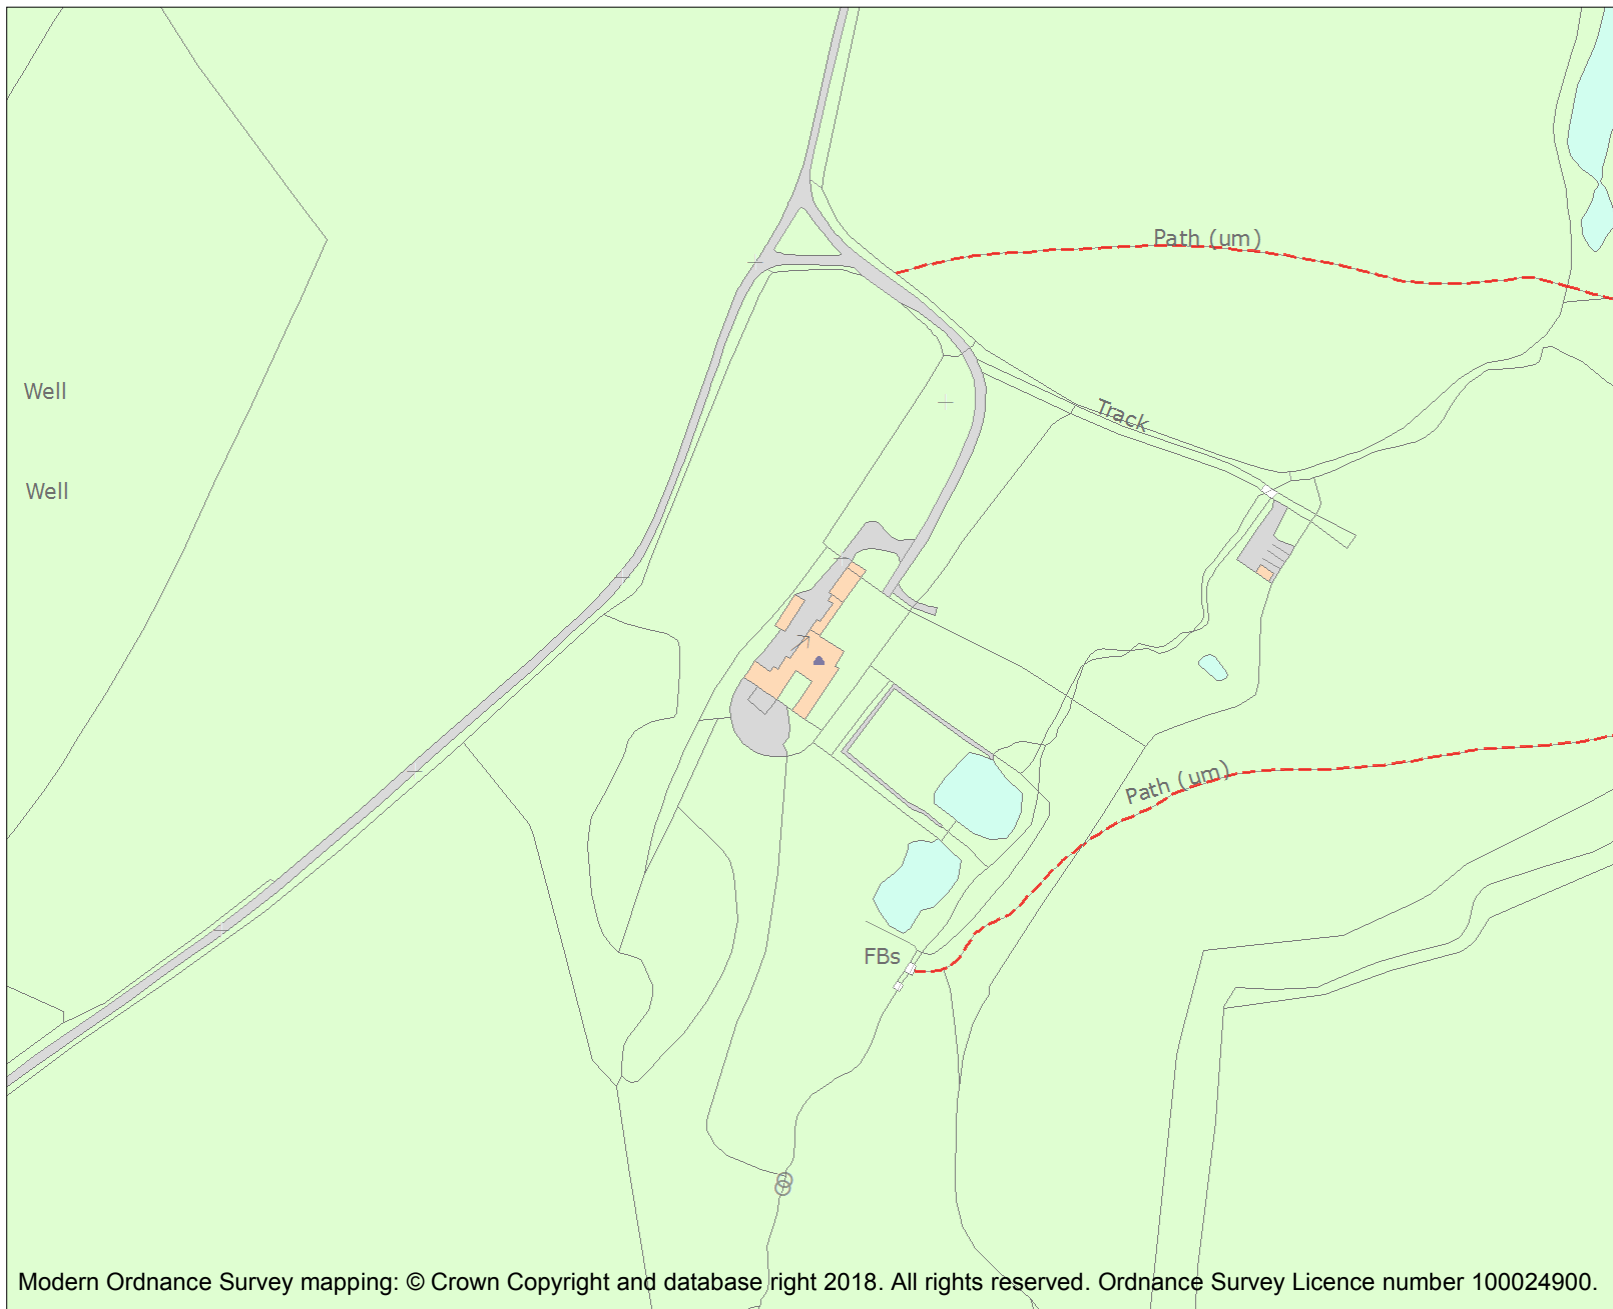 Path (um)
Well
Track
Well
Path (um)
FBs
Modern Ordnance Survey mapping: © Crown Copyright and database right 2018. All rights reserved. Ordnance Survey Licence number 100024900.